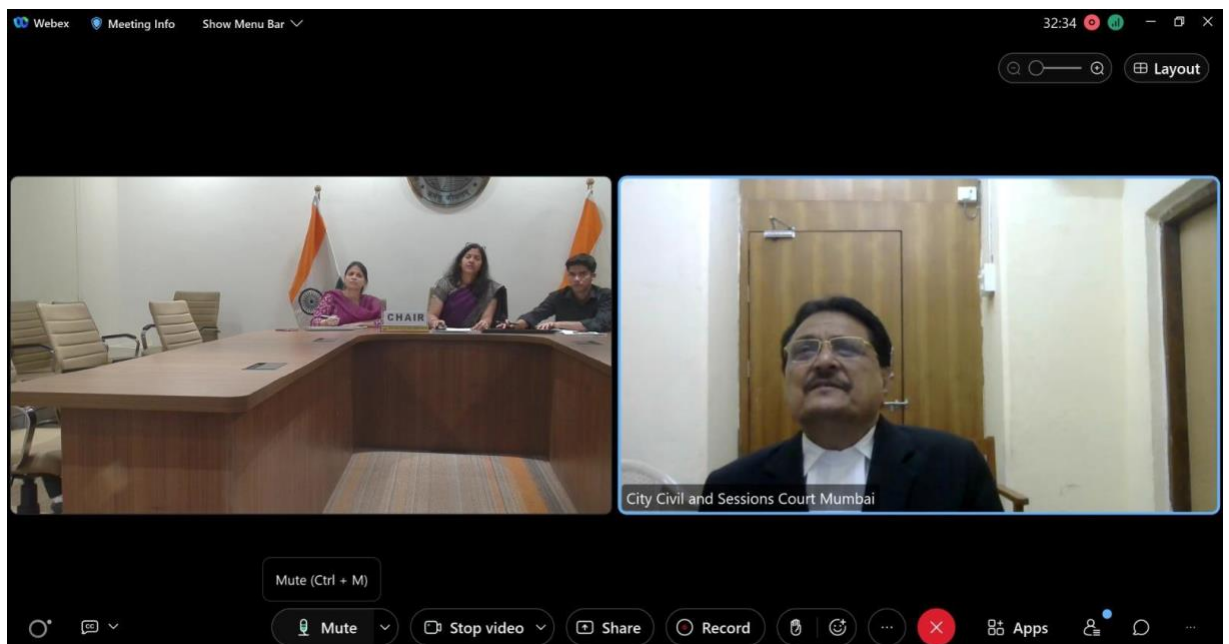 Webex Meeting Info Show Menu Bar 32:34
Layout
CHAIR
City Civil and Sessions Court Mumbai
Mute (Ctrl + M)
CC Mute Stop video Share Record Apps